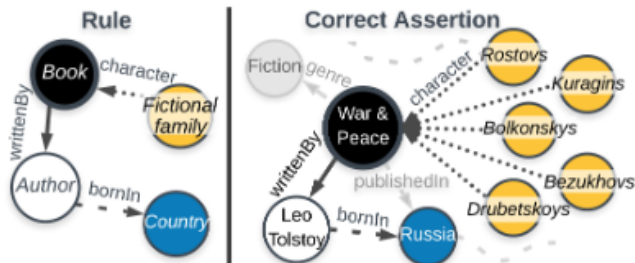 Rule
Book
character
Fictional
family
writtenBy
Author
bornIn
Country
Correct Assertion
Fiction
genre
character
Rostovs
Kuragins
War &
Peace
Bolkonskys
writtenBy
publishedIn
Bezukhovs
Drubetskoys
Leo
Tolstoy
bornIn
Russia